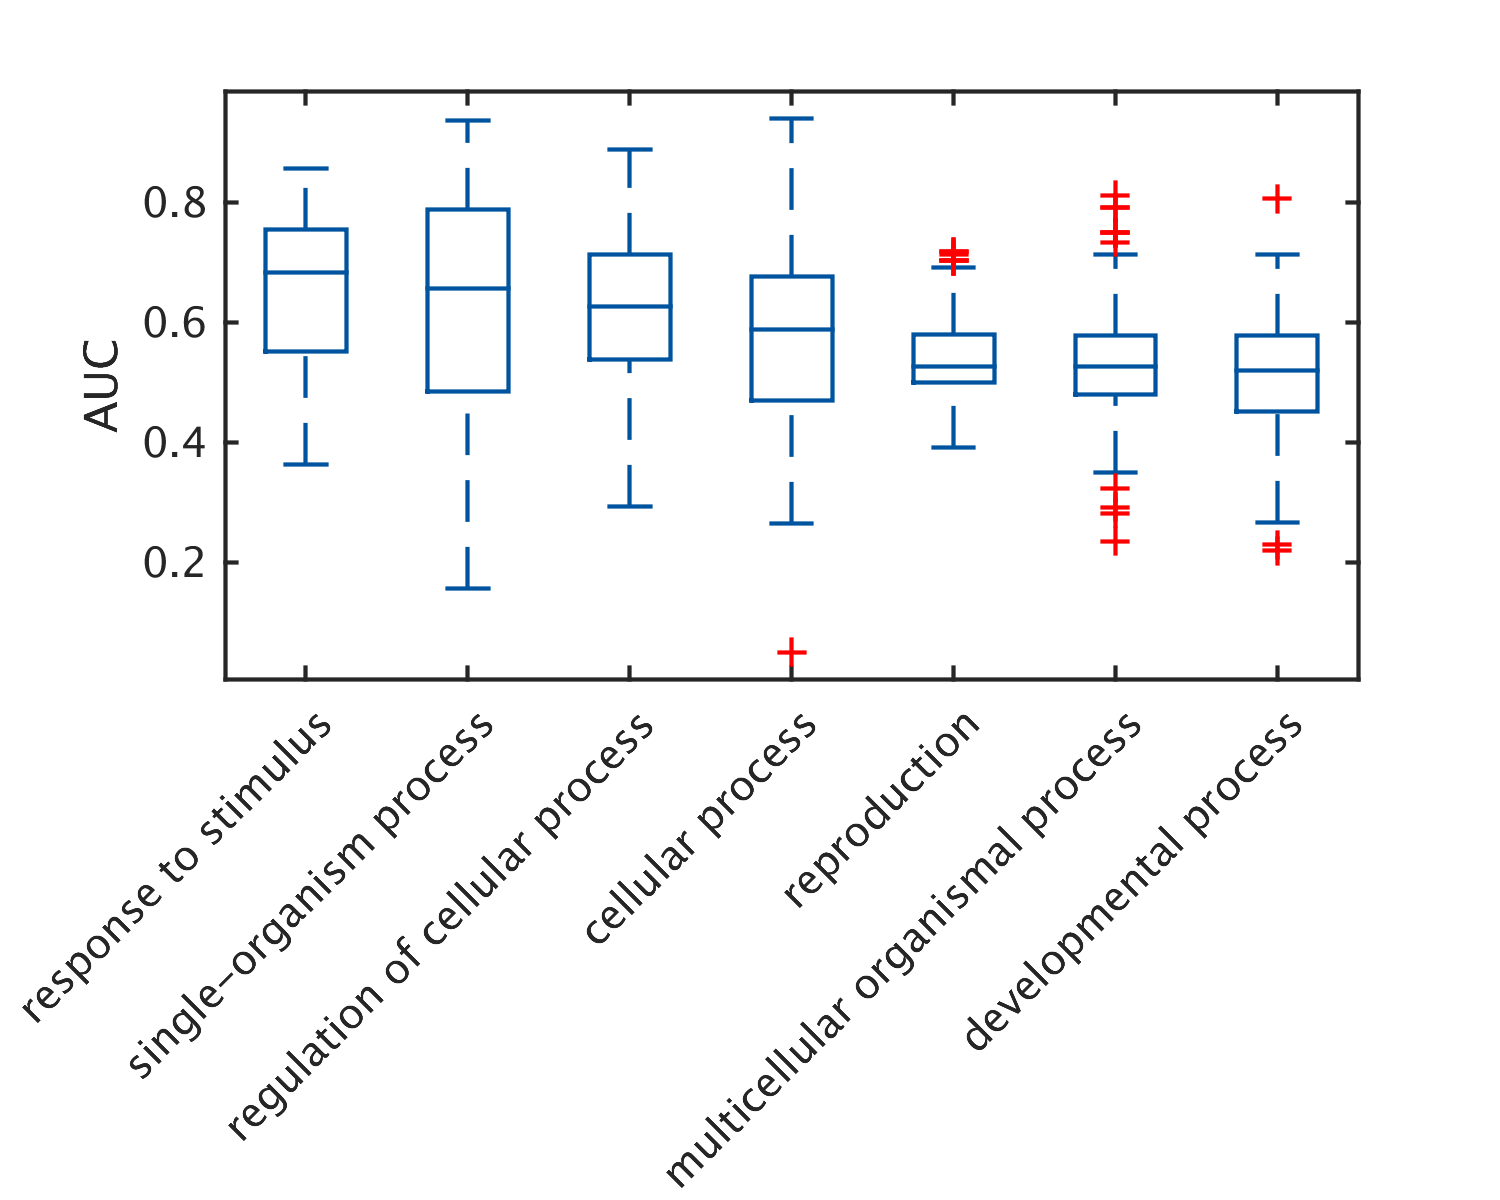 AUC
0.8
0.6
0.4
0.2
response to stimulus
single–organism process
regulation of cellular process
cellular process
reproduction
multicellular organismal process
developmental process